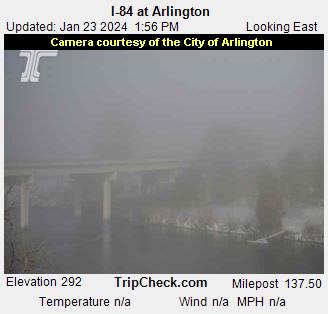 I-84 at Arlington
Updated: Jan 23 2024 1:56 PM Looking East
Camera courtesy of the City of Arlington
Elevation 292 TripCheck.com Milepost 137.50
Temperature n/a Wind n/a MPH n/a